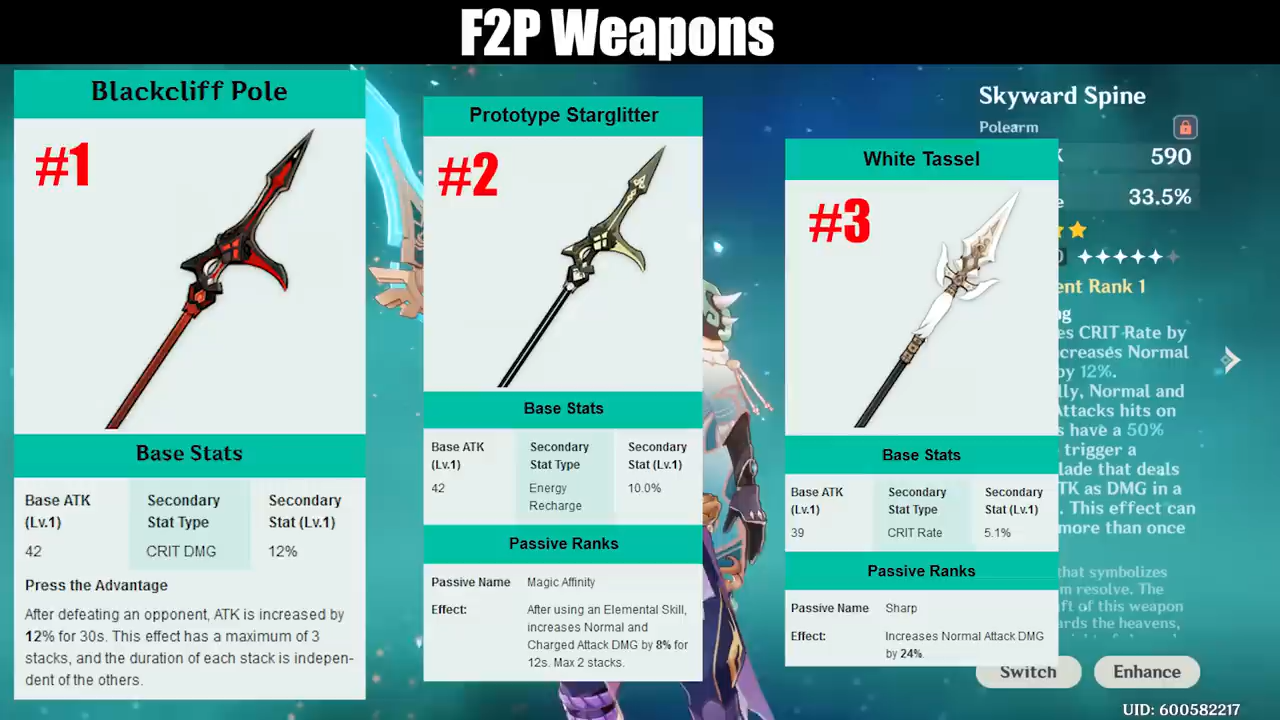 F2P Weapons
Blackcliff Pole
#1
Base Stats
Base ATK (Lv.1)
Secondary Stat Type
Secondary Stat (Lv.1)
42
CRIT DMG
12%
Press the Advantage
After defeating an opponent, ATK is increased by
12% for 30s. This effect has a maximum of 3
stacks, and the duration of each stack is indepen-
dent of the others.
Prototype Starglitter
#2
Base Stats
Base ATK (Lv.1)
Secondary Stat Type
Secondary Stat (Lv.1)
42
Energy Recharge
10.0%
Passive Ranks
Passive Name
Magic Affinity
Effect:
After using an Elemental Skill,
increases Normal and
Charged Attack DMG by 8% for
12s. Max 2 stacks.
White Tassel
#3
Base Stats
Base ATK (Lv.1)
Secondary Stat Type
Secondary Stat (Lv.1)
39
CRIT Rate
5.1%
Passive Ranks
Passive Name
Sharp
Effect:
Increases Normal Attack DMG
by 24%.
Skyward Spine
Polearm
590
33.5%
ent Rank 1
ng
es CRIT Rate by
creases Normal
by 12%.
lly, Normal and
Attacks hits on
s have a 50%
trigger a
lade that deals
TK as DMG in a
. This effect can
more than once
that symbolizes
m resolve. The
ft of this weapon
ards the heavens,
Switch
Enhance
UID: 600582217